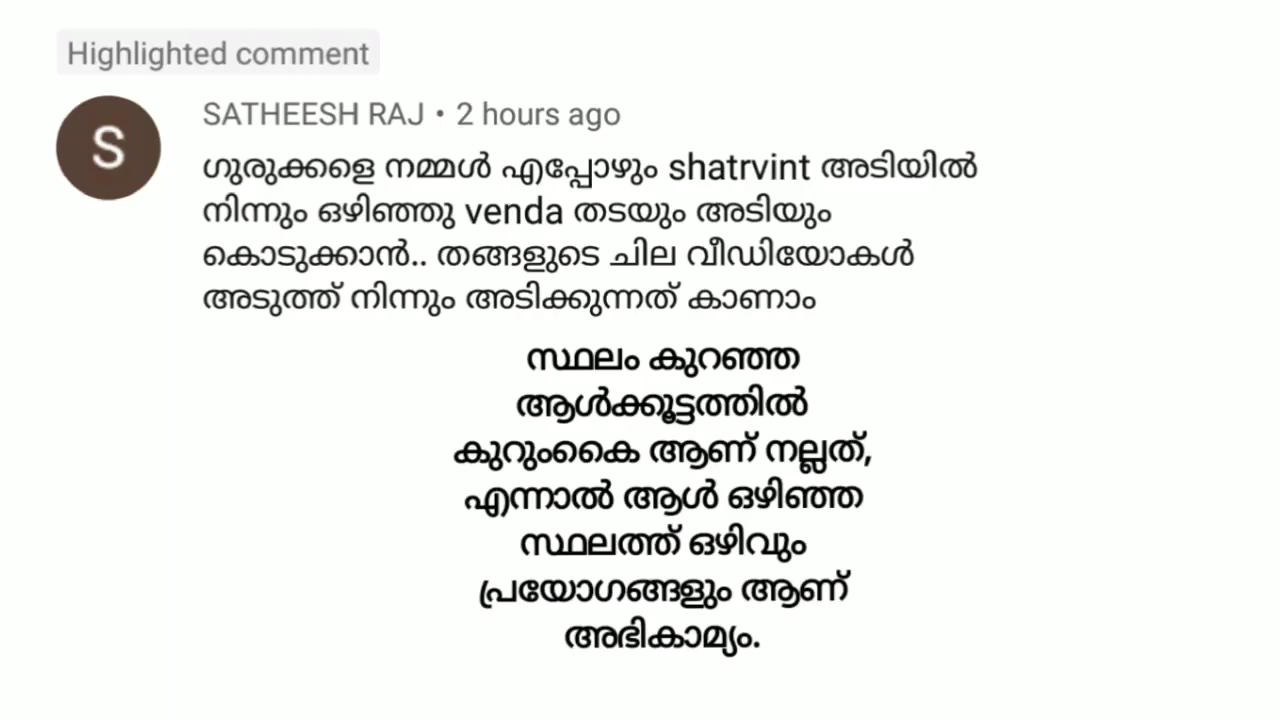 Highlighted comment
S
SATHEESH RAJ • 2 hours ago
ഗുരുക്കളെ നമ്മൾ എപ്പോഴും shatrvint അടിയിൽ
നിന്നും ഒഴിഞ്ഞു venda തടയും അടിയും
കൊടുക്കാൻ.. തങ്ങളുടെ ചില വീഡിയോകൾ
അടുത്ത് നിന്നും അടിക്കുന്നത് കാണാം
സ്ഥലം കുറഞ്ഞ
ആൾക്കൂട്ടത്തിൽ
കുറുംകൈ ആണ് നല്ലത്,
എന്നാൽ ആൾ ഒഴിഞ്ഞ
സ്ഥലത്ത് ഒഴിവും
പ്രയോഗങ്ങളും ആണ്
അഭികാമ്യം.